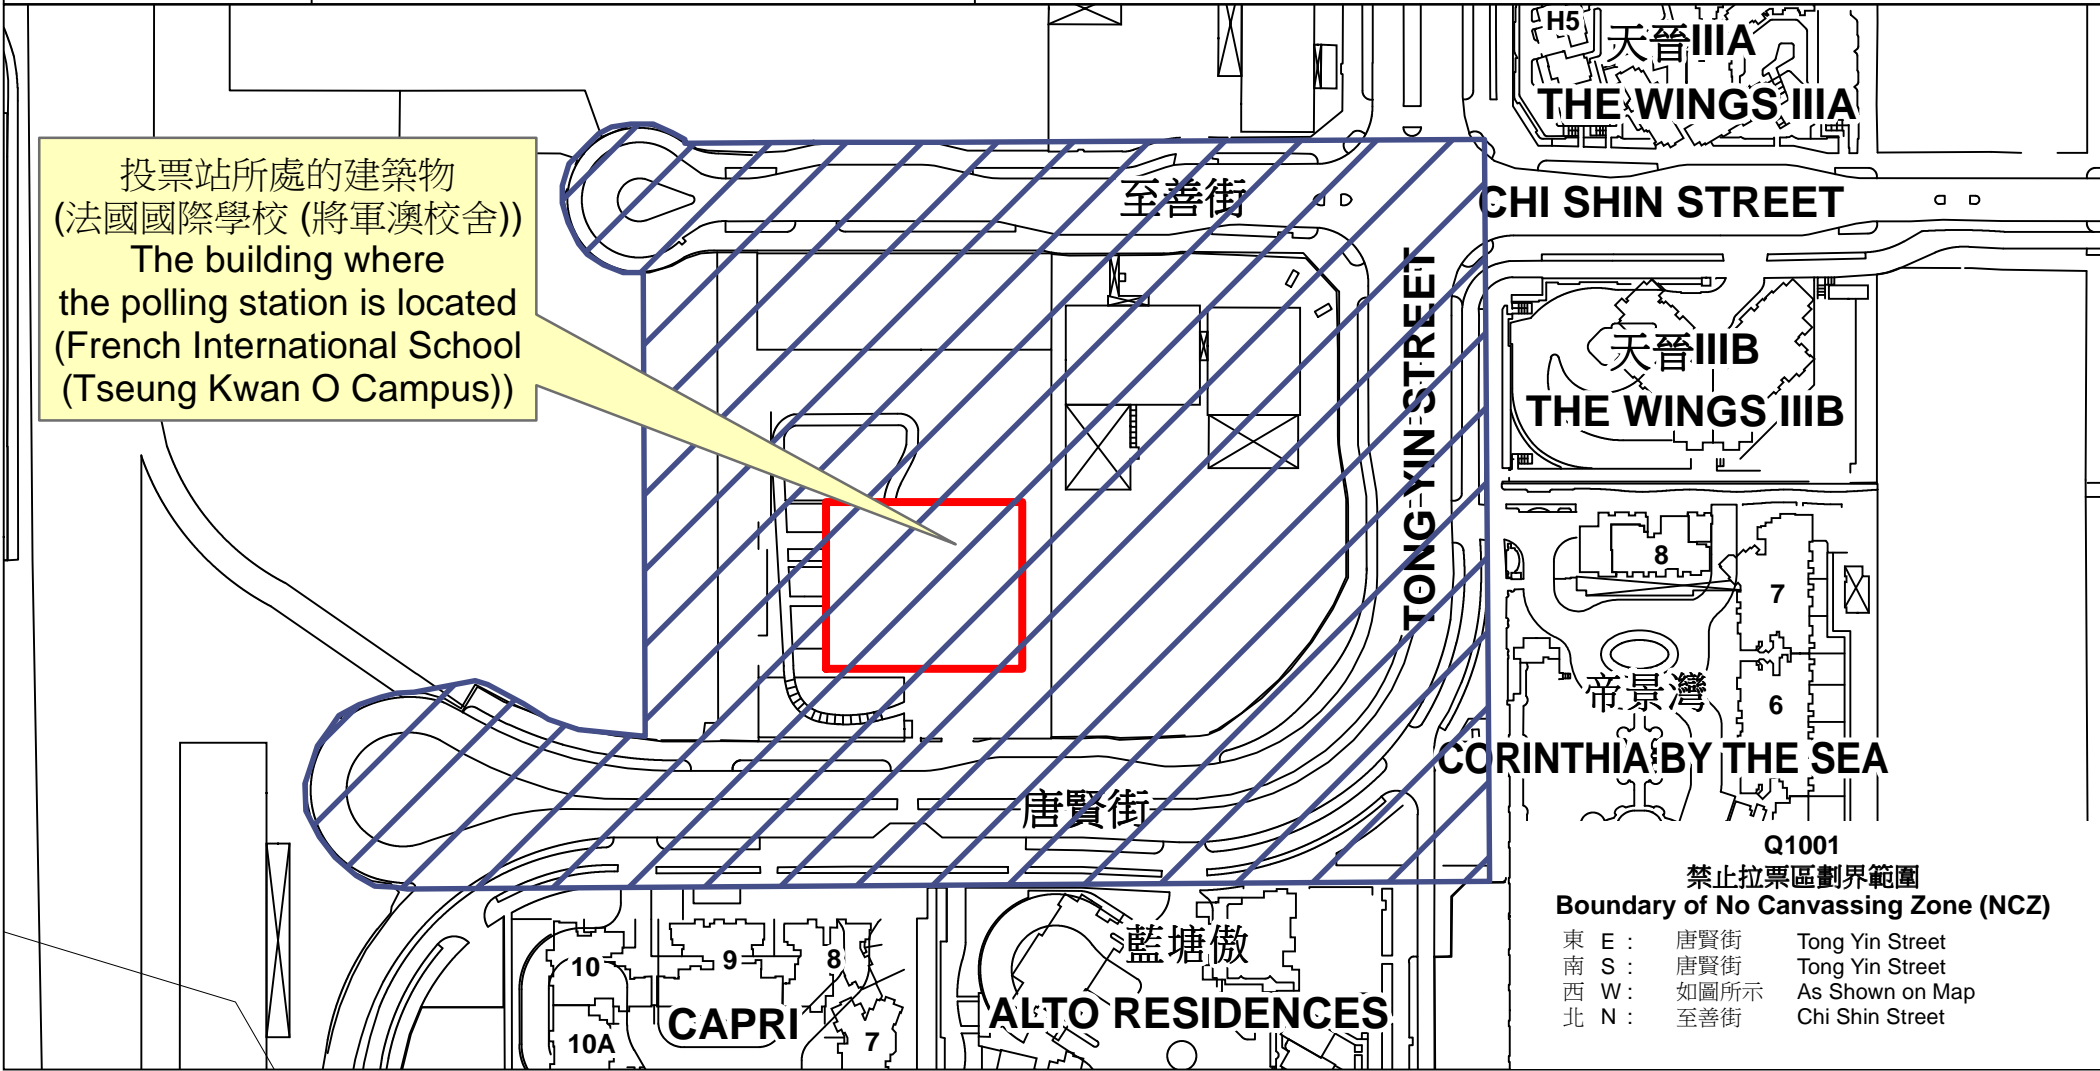 H5
天晉IIIA
THE WINGS IIIA
投票站所處的建築物
(法國國際學校 (將軍澳校舍))
The building where
the polling station is located
(French International School
(Tseung Kwan O Campus))
至善街
CHI SHIN STREET
TONG YIN STREET
天晉IIIB
THE WINGS IIIB
8
7
帝景灣
6
CORINTHIA BY THE SEA
唐賢街
10
9
8
10A
CAPRI
7
藍塘傲
ALTO RESIDENCES
Q1001
禁止拉票區劃界範圍
Boundary of No Canvassing Zone (NCZ)
東 E : 唐賢街 Tong Yin Street
南 S : 唐賢街 Tong Yin Street
西 W : 如圖所示 As Shown on Map
北 N : 至善街 Chi Shin Street